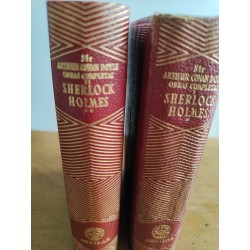 Sir
ARTHUR CONAN DOYLE
OBRAS COMPLETAS
SHERLOCK
HOLMES
Sir
ARTHUR CONAN DOYLE
OBRAS COMPLETAS
SHERLOCK
HOLMES